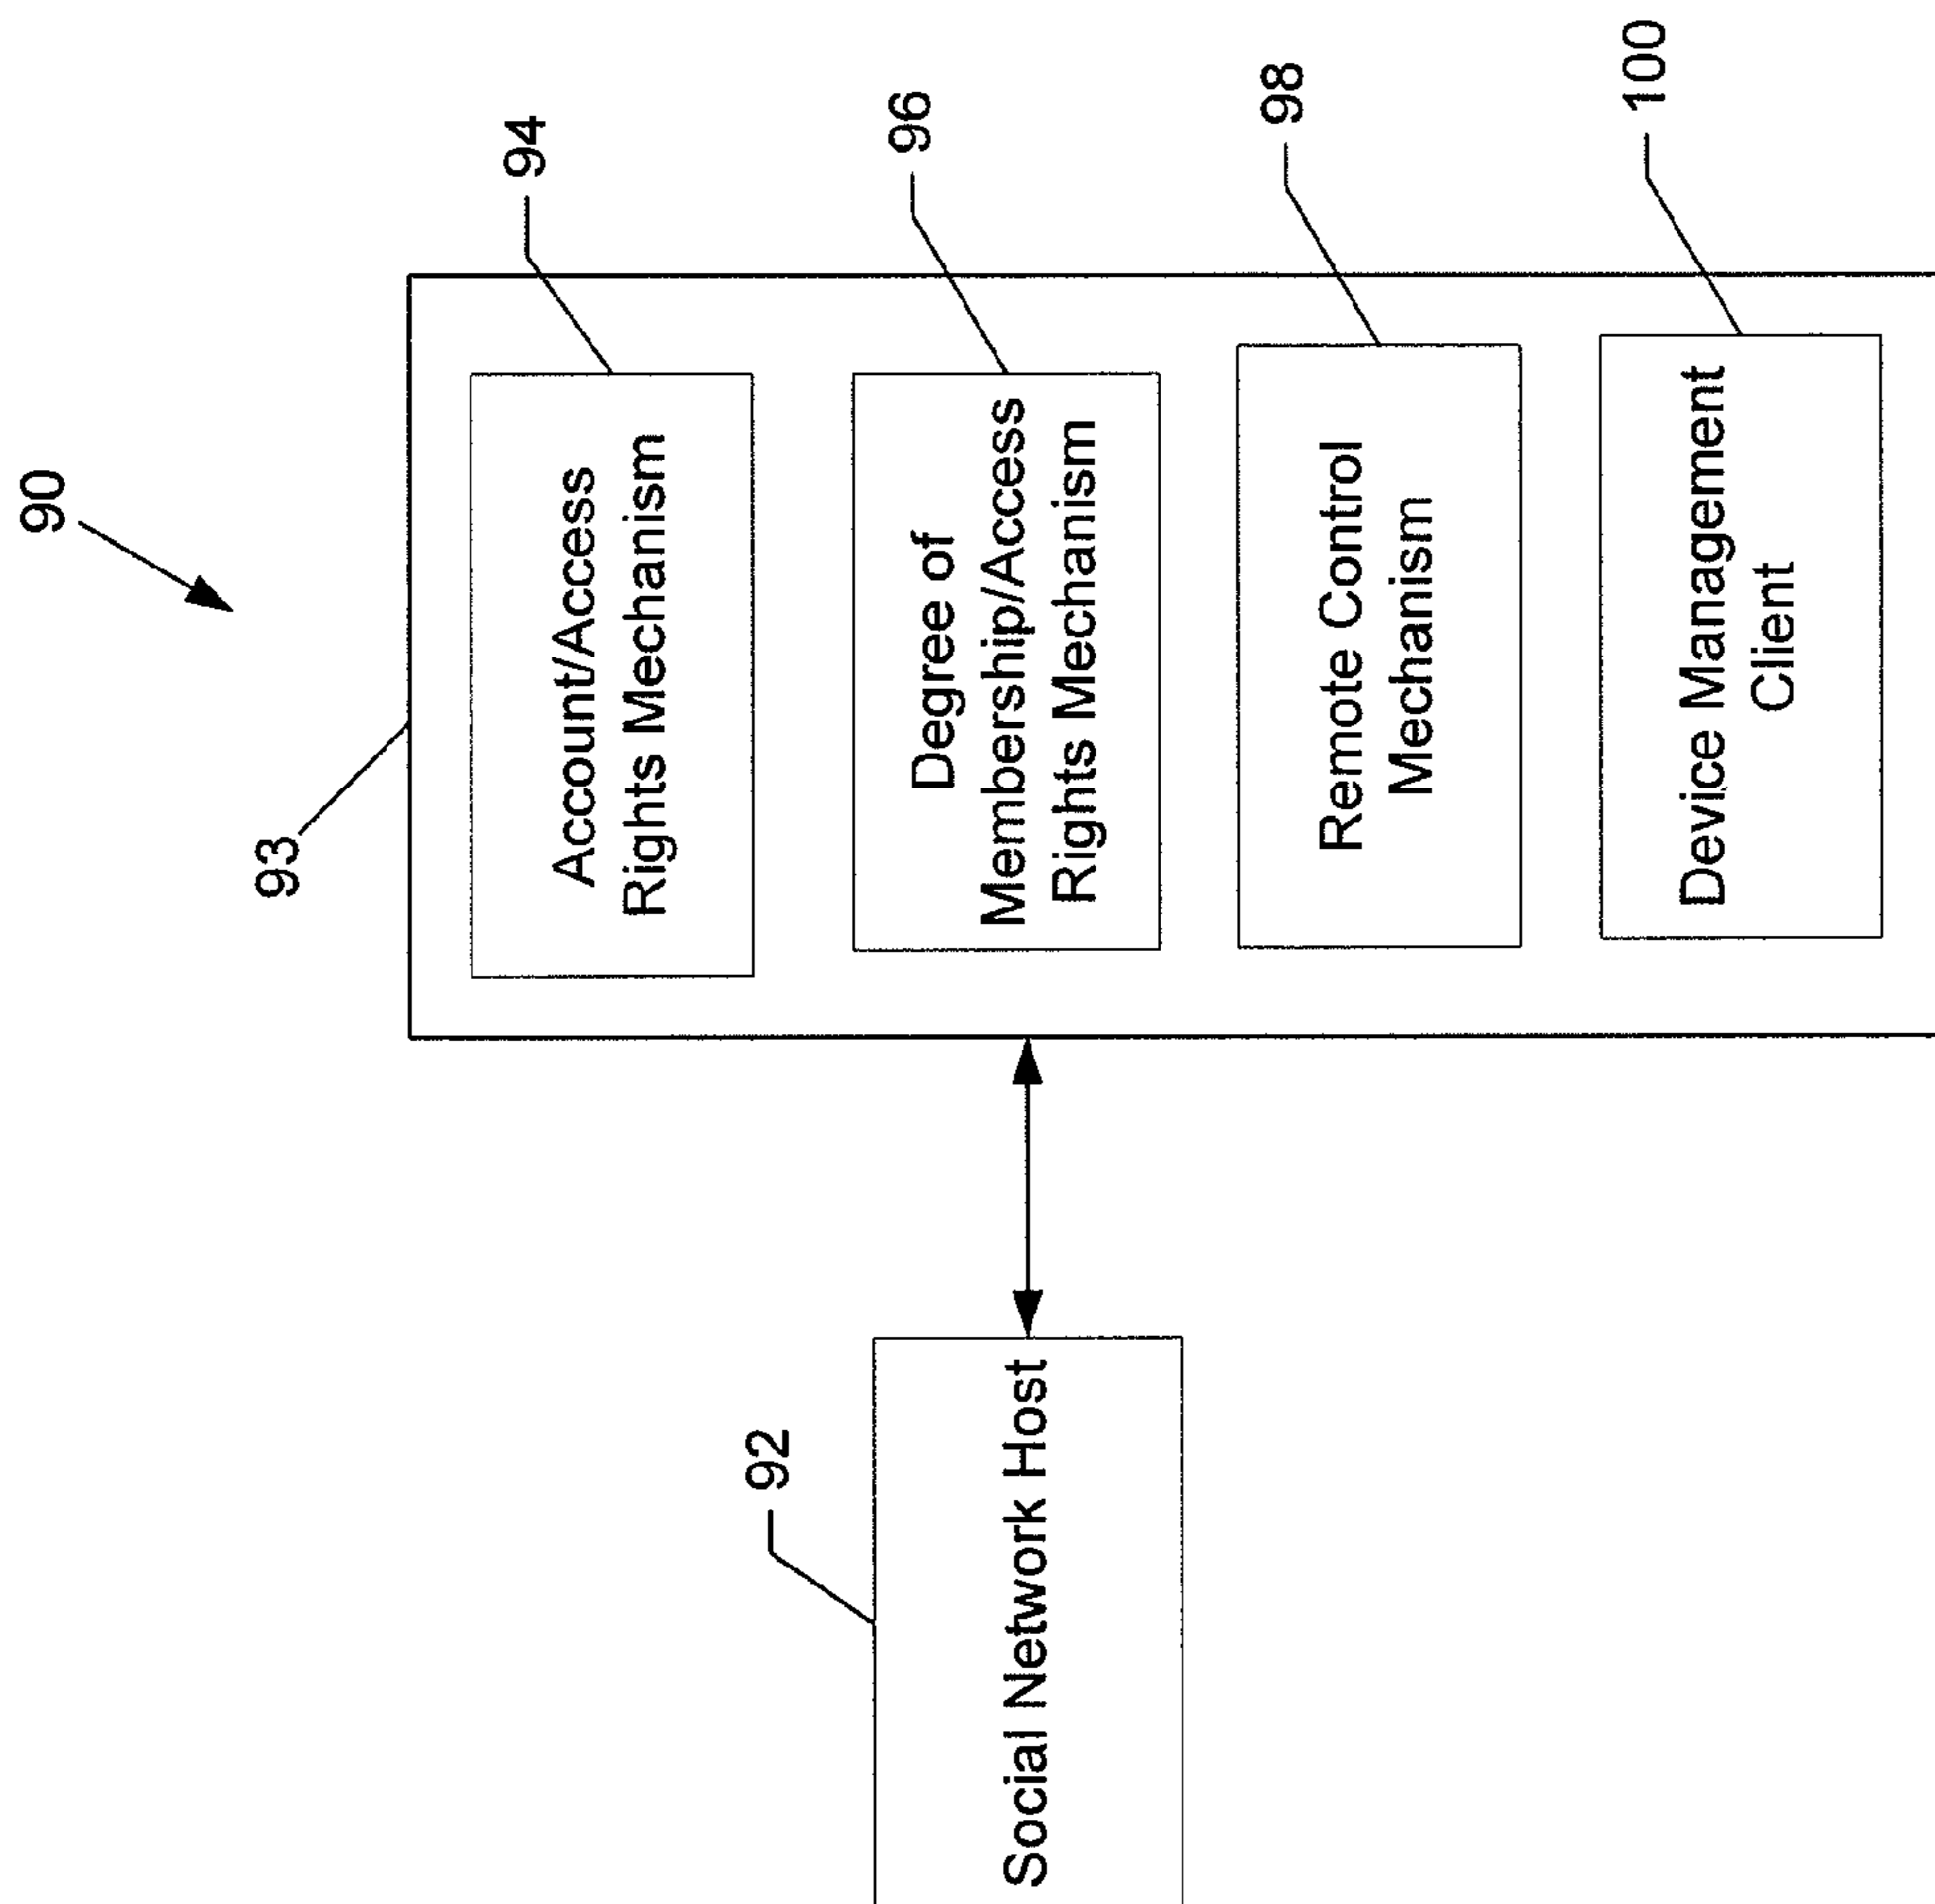 90
93
94
Account/Access
Rights Mechanism
96
Degree of
Membership/Access
Rights Mechanism
98
Remote Control
Mechanism
100
Device Management
Client
92
Social Network Host